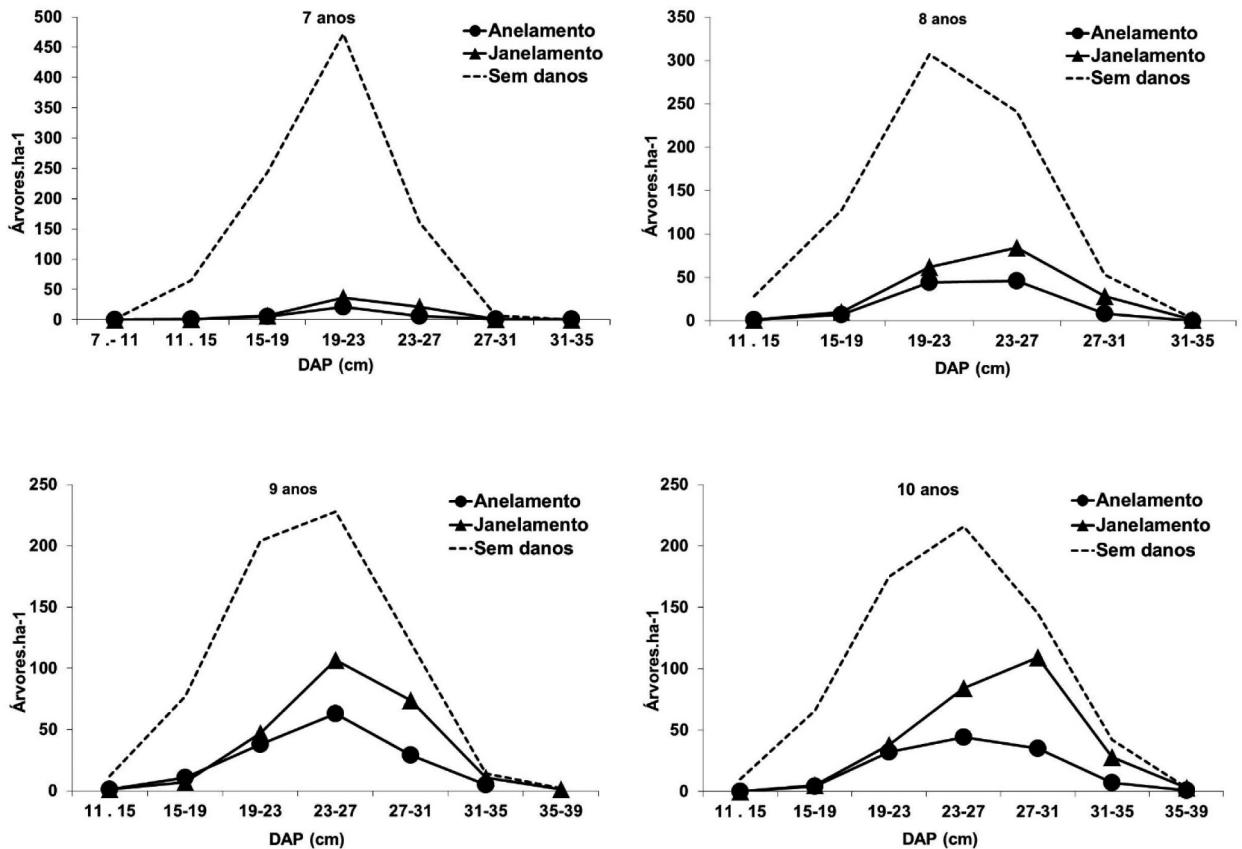 7 anos
Anelamento
Janelamento
Sem danos
Árvores.ha-1
500
450
400
350
300
250
200
150
100
50
0
7 .- 11 11 . 15 15-19 19-23 23-27 27-31 31-35
DAP (cm)
8 anos
Anelamento
Janelamento
Sem danos
Árvores.ha-1
350
300
250
200
150
100
50
0
11 . 15 15-19 19-23 23-27 27-31 31-35
DAP (cm)
9 anos
Anelamento
Janelamento
Sem danos
Árvores.ha-1
250
200
150
100
50
0
11 . 15 15-19 19-23 23-27 27-31 31-35 35-39
DAP (cm)
10 anos
Anelamento
Janelamento
Sem danos
Árvores.ha-1
250
200
150
100
50
0
11 . 15 15-19 19-23 23-27 27-31 31-35 35-39
DAP (cm)